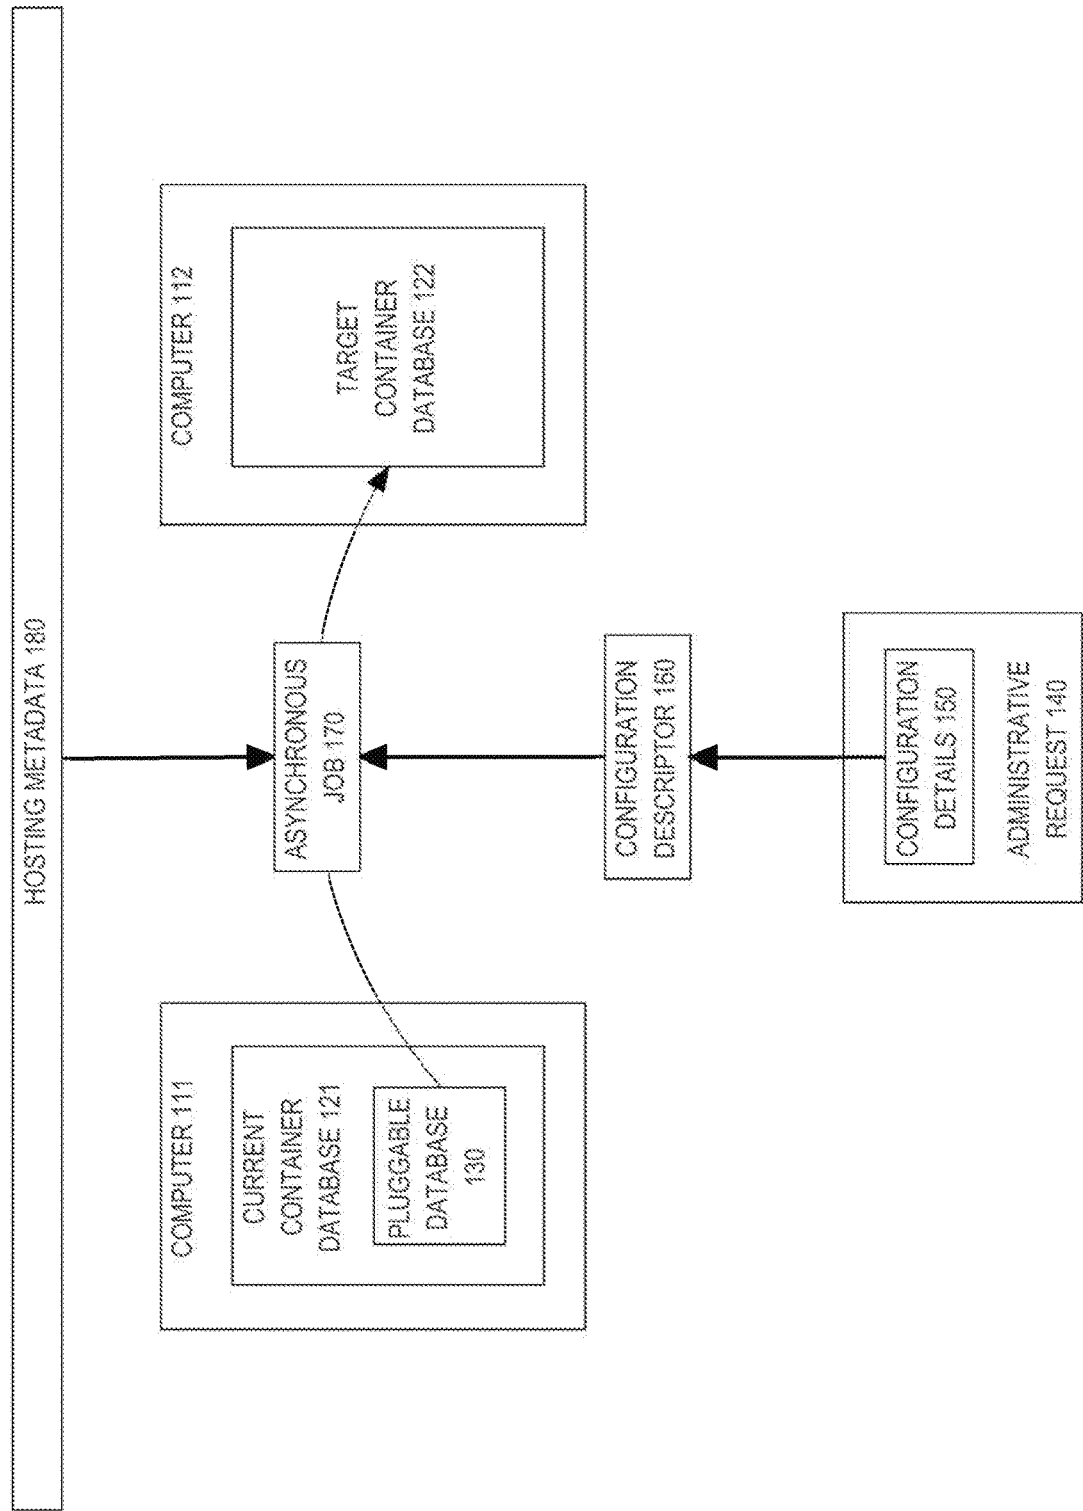 HOSTING METADATA 180
COMPUTER 111
CURRENT
CONTAINER
DATABASE 121
PLUGGABLE
DATABASE
130
ASYNCHRONOUS
JOB 170
COMPUTER 112
TARGET
CONTAINER
DATABASE 122
CONFIGURATION
DESCRIPTOR 160
CONFIGURATION
DETAILS 150
ADMINISTRATIVE
REQUEST 140